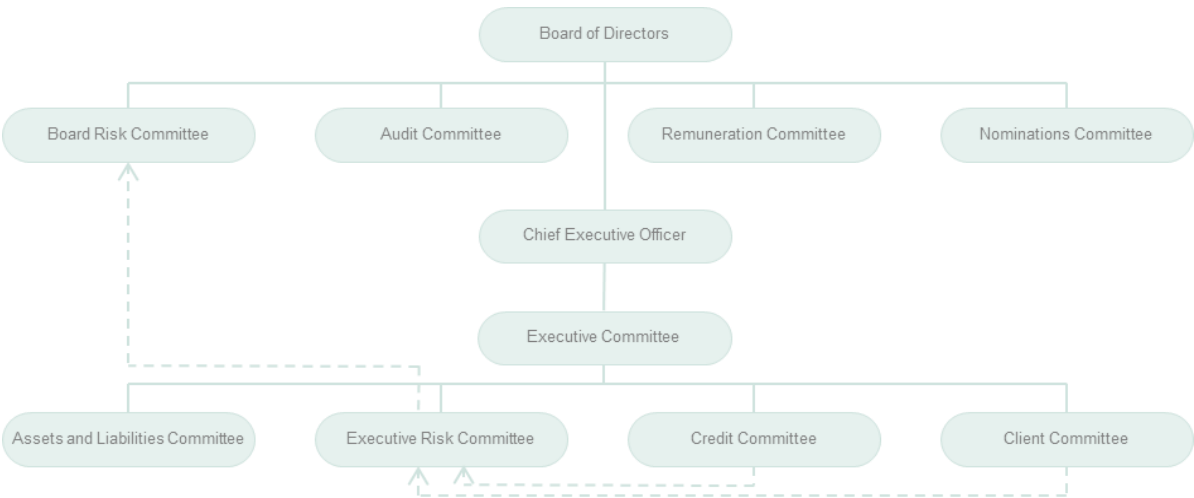 Board of Directors
Board Risk Committee
Audit Committee
Remuneration Committee
Nominations Committee
Chief Executive Officer
Executive Committee
Assets and Liabilities Committee
Executive Risk Committee
Credit Committee
Client Committee